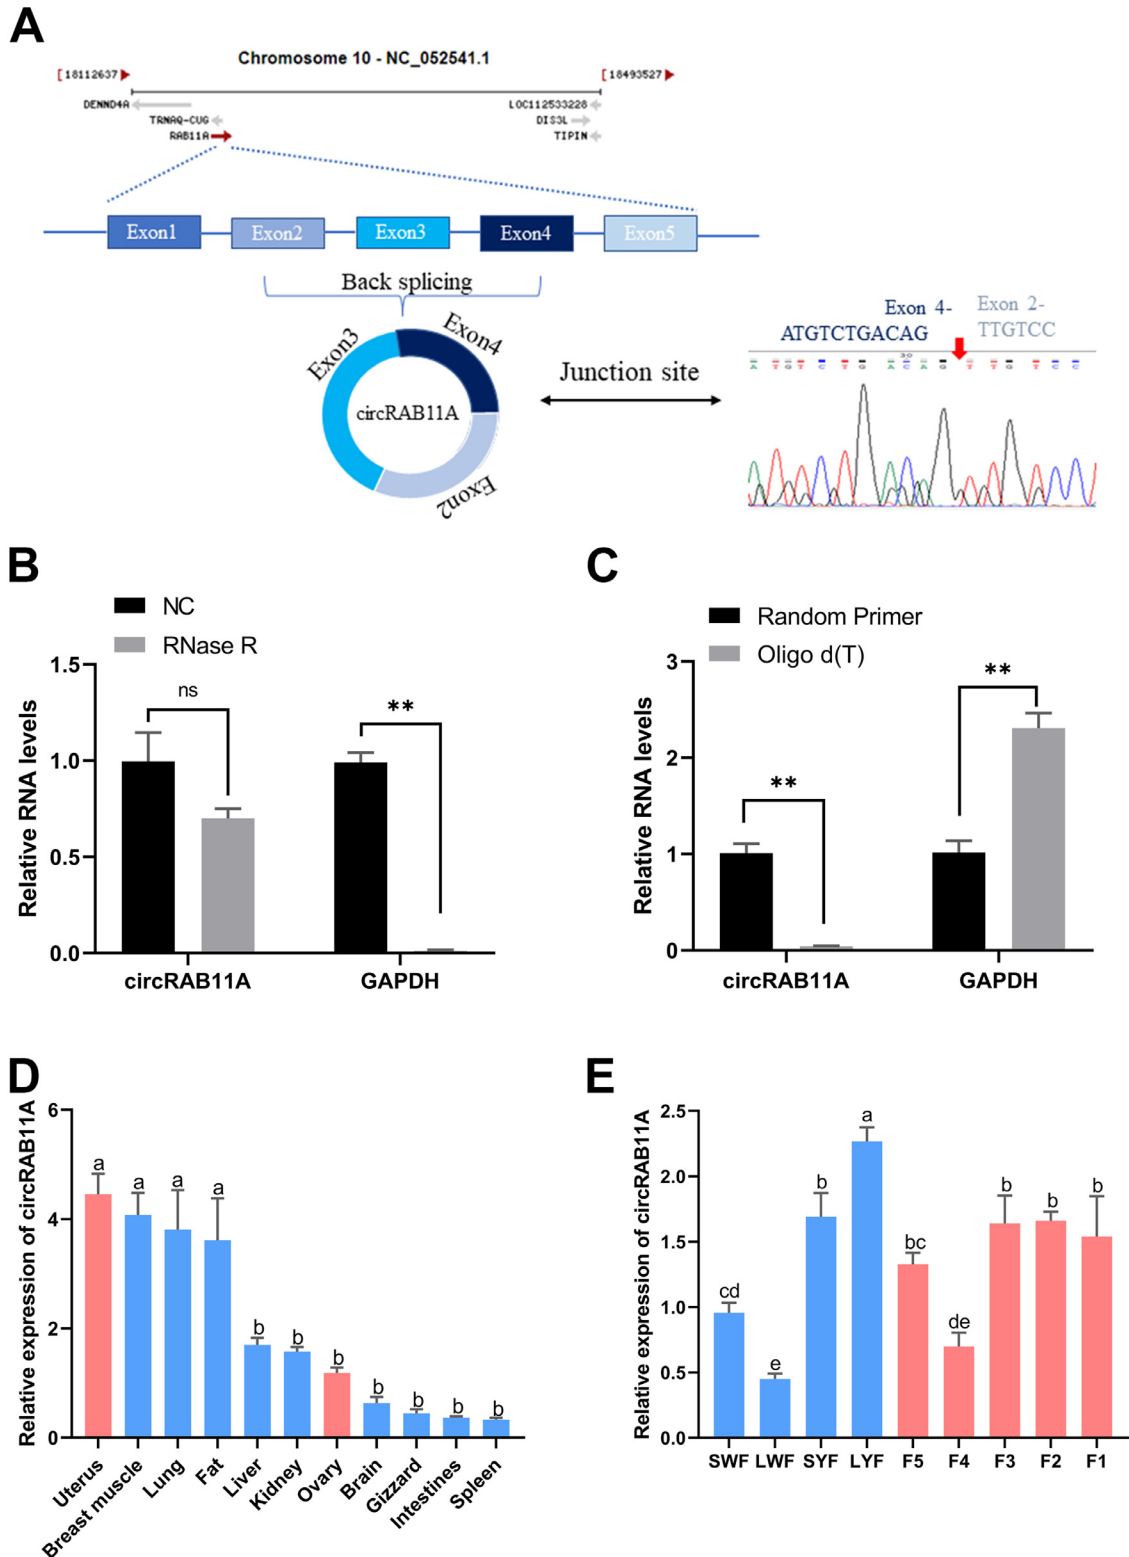 A
Chromosome 10 - NC_052541.1
[18112637
[18493527
DENND4A
LOC112533228
TRNAQ-CUG
DIS3L
RAB11A
TIPIN
Exon1
Exon2
Exon3
Exon4
Exon5
Back splicing
Exon3
Exon4
Exon2
circRAB11A
Junction site
Exon 4-
Exon 2-
ATGTCTGACAG
TTGTCC
30
A T G T C T G A C A G T T G T C C
B
NC
RNase R
Relative RNA levels
1.5
1.0
0.5
0.0
ns
**
circRAB11A
GAPDH
C
Random Primer
Oligo d(T)
Relative RNA levels
3
2
1
0
**
**
circRAB11A
GAPDH
D
Relative expression of circRAB11A
6
4
2
0
a
a
a
a
b
b
b
b
b
b
b
Uterus
Breast muscle
Lung
Fat
Liver
Kidney
Ovary
Brain
Gizzard
Intestines
Spleen
E
Relative expression of circRAB11A
2.5
2.0
1.5
1.0
0.5
0.0
cd
e
b
a
bc
de
b
b
b
SWF
LWF
SYF
LYF
F5
F4
F3
F2
F1